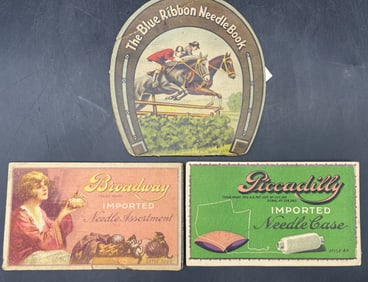 The Blue Ribbon Needle Book
Broadway
IMPORTED
Needle Assortment
Piccadilly
IMPORTED
Needle Case